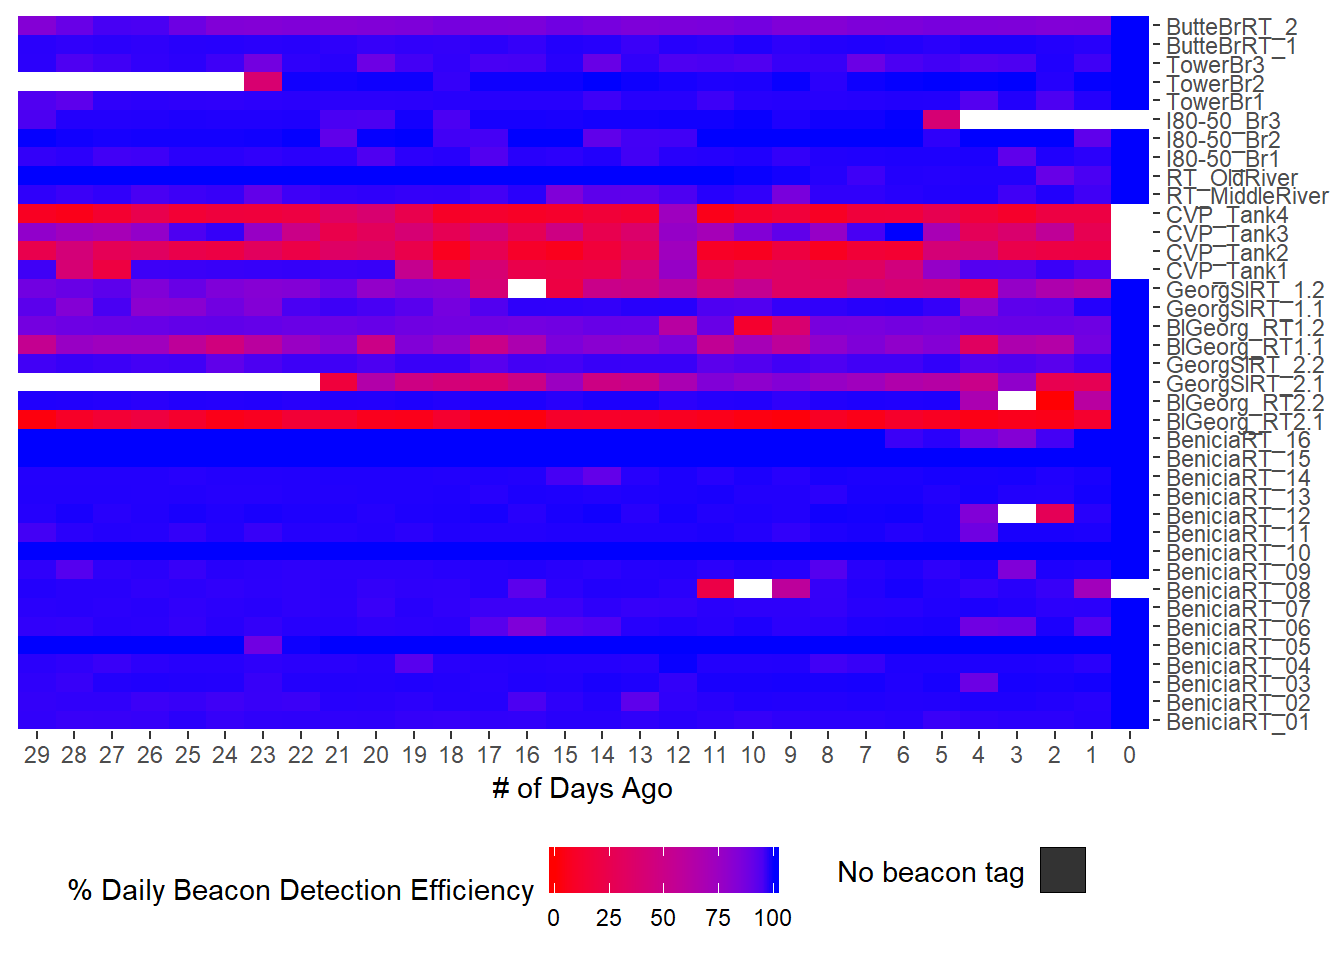 ButteBrRT_2
ButteBrRT_1
TowerBr3
TowerBr2
TowerBr1
I80-50_Br3
I80-50_Br2
I80-50_Br1
RT_OldRiver
RT_MiddleRiver
CVP_Tank4
CVP_Tank3
CVP_Tank2
CVP_Tank1
GeorgSlRT_1.2
GeorgSlRT_1.1
BlGeorg_RT1.2
BlGeorg_RT1.1
GeorgSlRT_2.2
GeorgSlRT_2.1
BlGeorg_RT2.2
BlGeorg_RT2.1
BeniciaRT_16
BeniciaRT_15
BeniciaRT_14
BeniciaRT_13
BeniciaRT_12
BeniciaRT_11
BeniciaRT_10
BeniciaRT_09
BeniciaRT_08
BeniciaRT_07
BeniciaRT_06
BeniciaRT_05
BeniciaRT_04
BeniciaRT_03
BeniciaRT_02
BeniciaRT_01
29 28 27 26 25 24 23 22 21 20 19 18 17 16 15 14 13 12 11 10 9 8 7 6 5 4 3 2 1 0
# of Days Ago
% Daily Beacon Detection Efficiency
0 25 50 75 100
No beacon tag